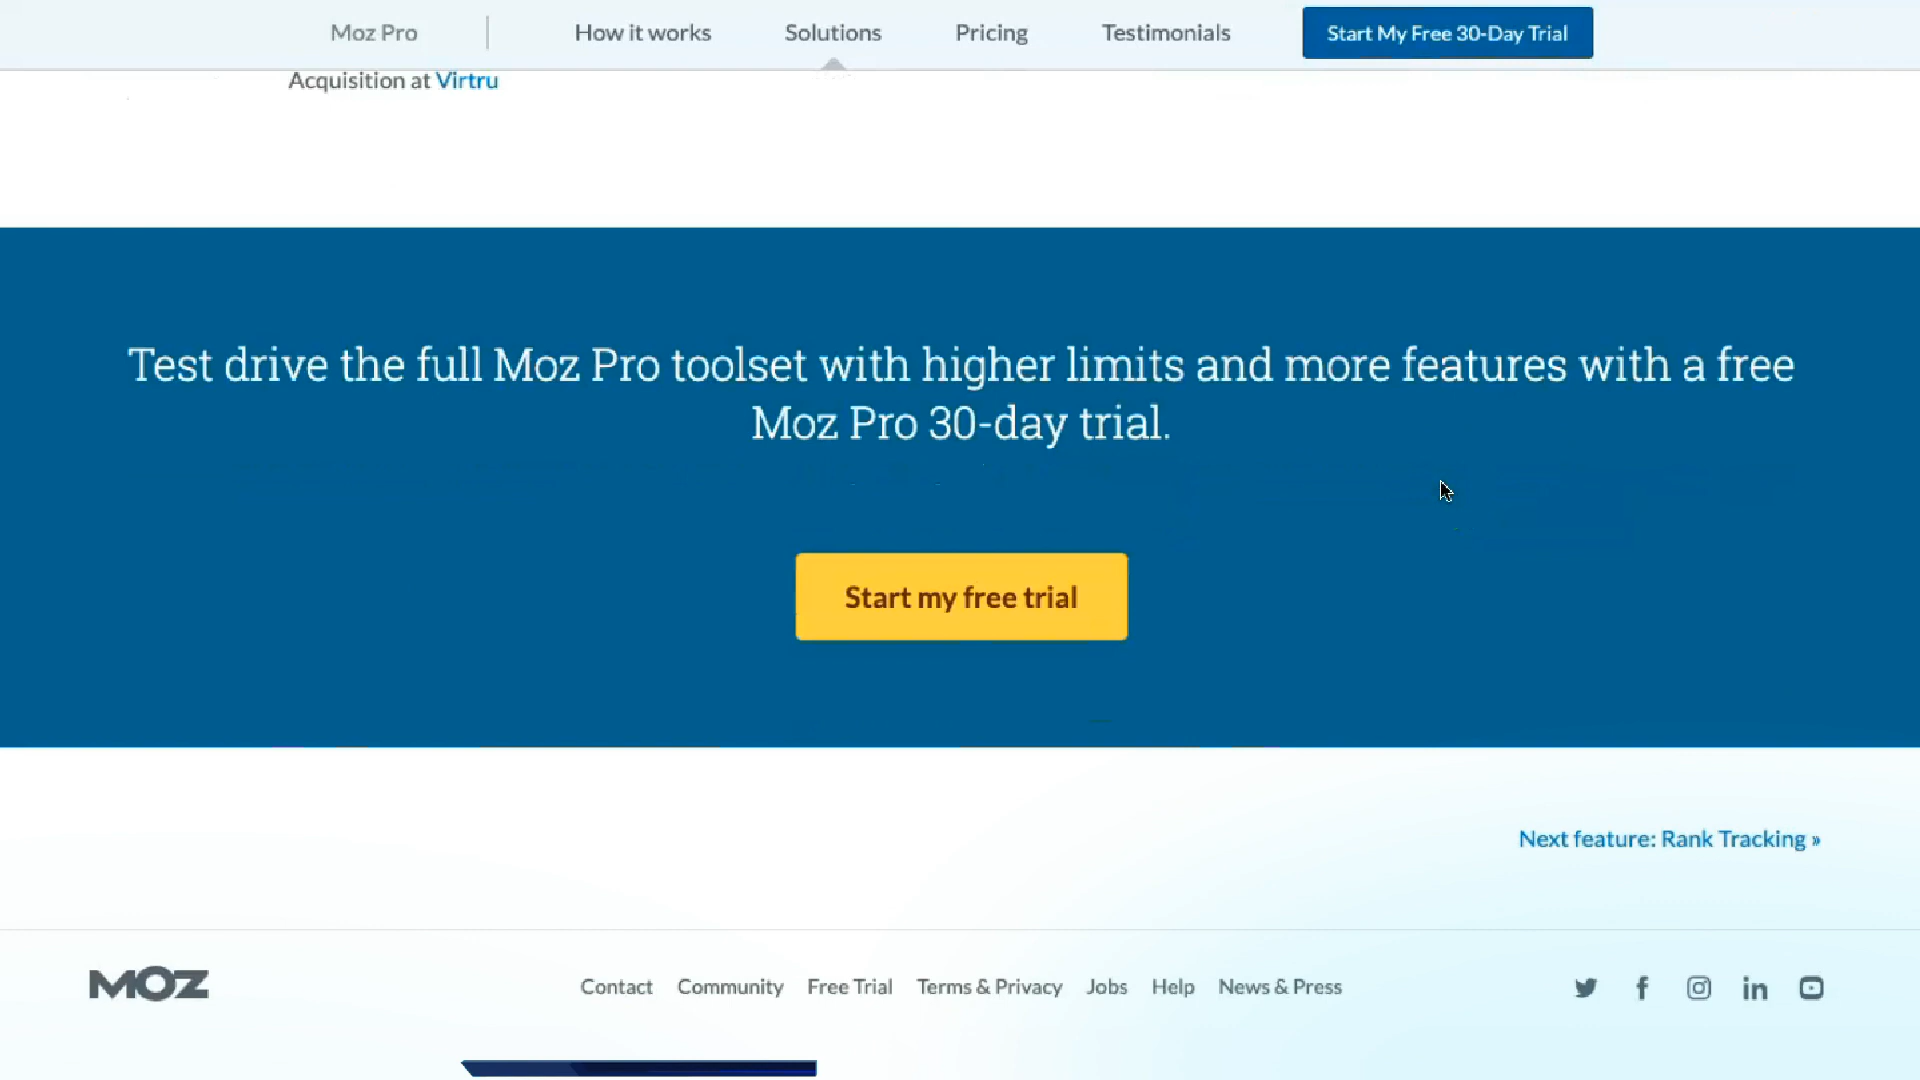 Moz Pro
How it works
Solutions
Pricing
Testimonials
Start My Free 30-Day Trial
Acquisition at Virtru
Test drive the full Moz Pro toolset with higher limits and more features with a free
Moz Pro 30-day trial.
Start my free trial
Next feature: Rank Tracking »
MOZ
Contact
Community
Free Trial
Terms & Privacy
Jobs
Help
News & Press